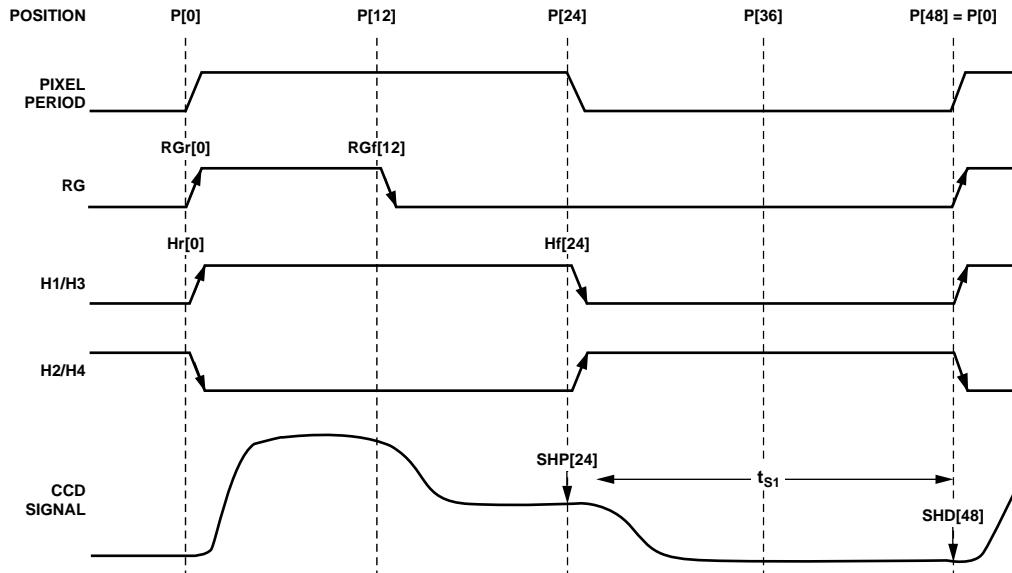 POSITION P[0] P[12] P[24] P[36] P[48] = P[0]
PIXEL
PERIOD
RGr[0] RGf[12]
RG
Hr[0] Hf[24]
H1/H3
H2/H4
SHP[24]
tS1
CCD
SIGNAL
SHD[48]